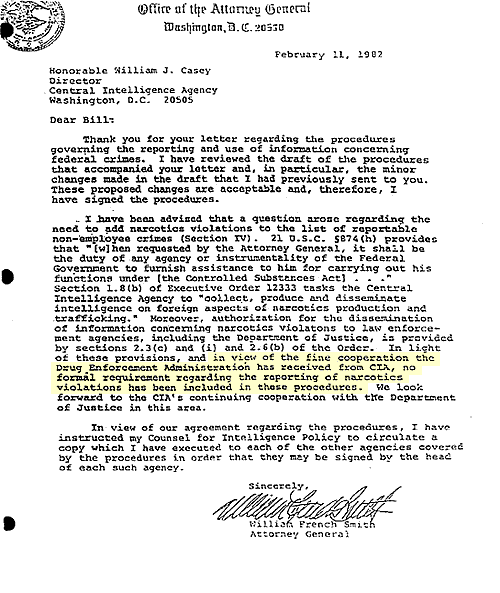 Office of the Attorney General
Washington, D.C. 20530
February 11, 1982
Honorable William J. Casey
Director
Central Intelligence Agency
Washington, D.C. 20505
Dear Bill:
Thank you for your letter regarding the procedures
governing the reporting and use of information concerning
federal crimes. I have reviewed the draft of the procedures
that accompanied your letter and, in particular, the minor
changes made in the draft that I had previously sent to you.
These proposed changes are acceptable and, therefore, I
have signed the procedures.
I have been advised that a question arose regarding the
need to add narcotics violations to the list of reportable
non-employee crimes (Section IV). 21 U.S.C. §874(h) provides
that "[w]hen requested by the Attorney General, it shall be
the duty of any agency or instrumentality of the Federal
Government to furnish assistance to him for carrying out his
functions under [the Controlled Substances Act] . . ."
Section 1.8(b) of Executive Order 12333 tasks the Central
Intelligence Agency to "collect, produce and disseminate
intelligence on foreign aspects of narcotics production and
trafficking." Moreover, authorization for the dissemination
of information concerning narcotics violatons to law enforce-
ment agencies, including the Department of Justice, is provided
by sections 2.3(c) and (i) and 2.6(b) of the Order. In light
of these provisions, and in view of the fine cooperation the
Drug Enforcement Administration has received from CIA, no
formal requirement regarding the reporting of narcotics
violations has been included in these procedures. We look
forward to the CIA's continuing cooperation with the Department
of Justice in this area.
In view of our agreement regarding the procedures, I have
instructed my Counsel for Intelligence Policy to circulate a
copy which I have executed to each of the other agencies covered
by the procedures in order that they may be signed by the head
of each such agency.
Sincerely,
William French Smith
William French Smith
Attorney General